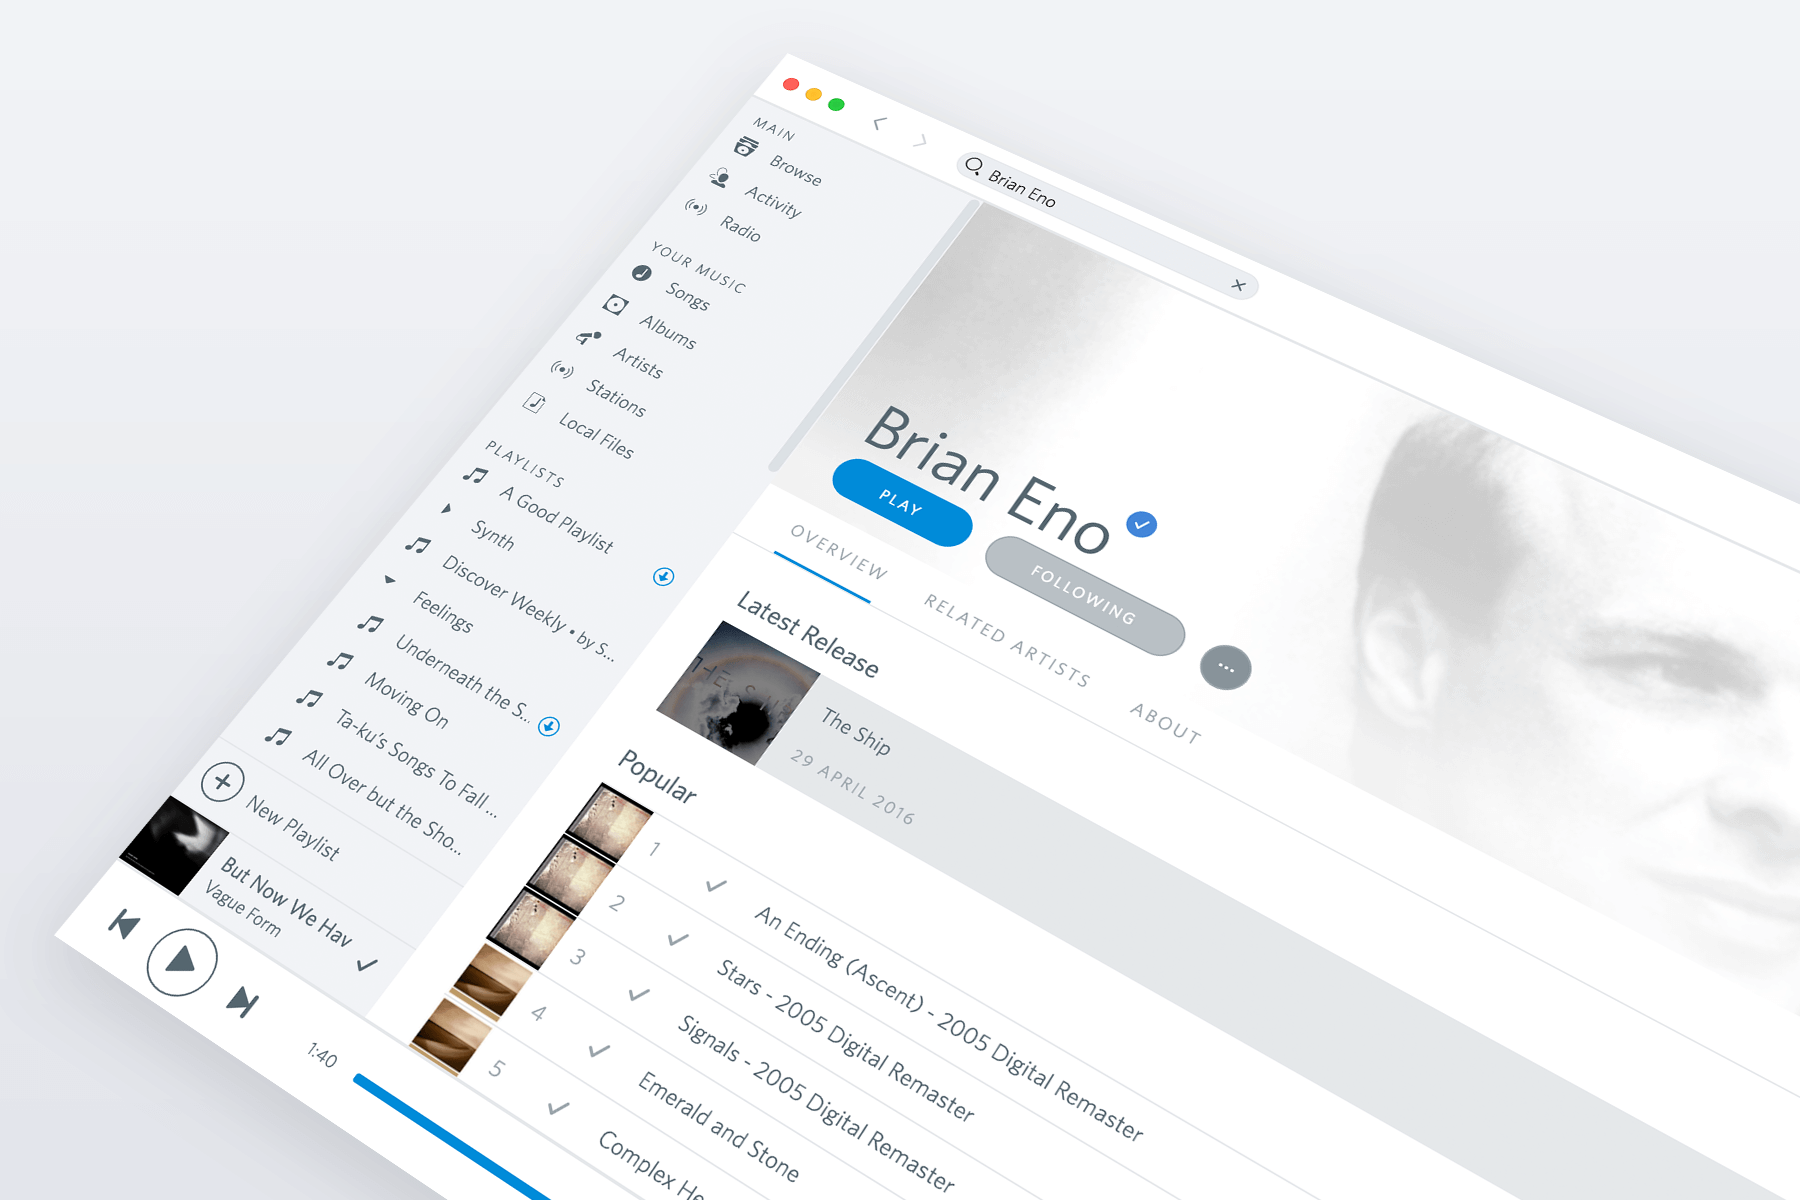 Brian Eno
MAIN
Browse
Activity
Radio
YOUR MUSIC
Songs
Albums
Artists
Stations
Local Files
PLAYLISTS
A Good Playlist
Synth
Discover Weekly • by S...
Feelings
Underneath the S...
Moving On
Ta-ku's Songs To Fall ...
All Over but the Sho...
New Playlist
But Now We Hav
Vague Form
1:40
Brian Eno
PLAY
FOLLOWING
OVERVIEW
RELATED ARTISTS
ABOUT
Latest Release
The Ship
29 APRIL 2016
Popular
1 An Ending (Ascent) - 2005 Digital Remaster
2 Stars - 2005 Digital Remaster
3 Signals - 2005 Digital Remaster
4 Emerald and Stone
5 Complex He